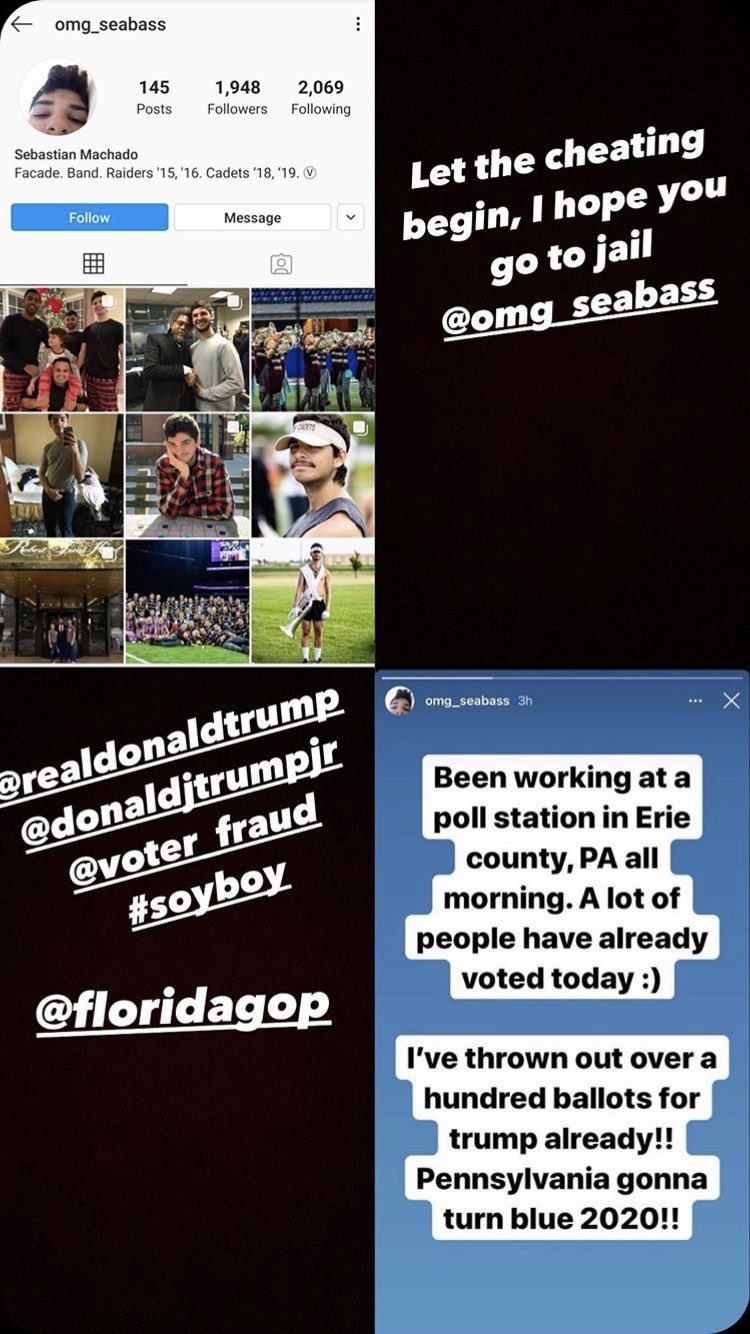 omg_seabass
145
1,948
2,069
Posts
Followers
Following
Sebastian Machado
Facade. Band. Raiders '15, '16. Cadets ‘18, ‘19. Ⓥ
Follow
Message
CADETS
Let the cheating
begin, I hope you
go to jail
@omg_seabass
@realdonaldtrump
@donaldjtrumpjr
@voter_fraud
#soyboy
@floridagop
omg_seabass 3h
Been working at a
poll station in Erie
county, PA all
morning. A lot of
people have already
voted today :)
I’ve thrown out over a
hundred ballots for
trump already!!
Pennsylvania gonna
turn blue 2020!!